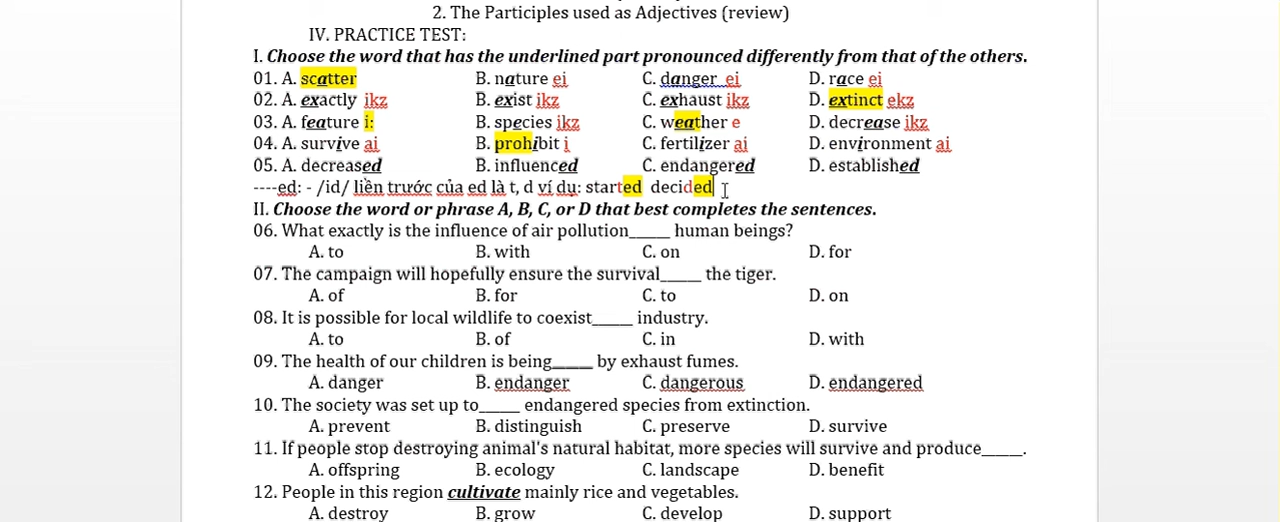 2. The Participles used as Adjectives (review)
IV. PRACTICE TEST:
I. Choose the word that has the underlined part pronounced differently from that of the others.
01. A. scatter B. nature ei C. danger ei D. race ei
02. A. exactly ikz B. exist ikz C. exhaust ikz D. extinct ekz
03. A. feature i: B. species ikz C. weather e D. decrease ikz
04. A. survive ai B. prohibit i C. fertilizer ai D. environment ai
05. A. decreased B. influenced C. endangered D. established
----ed: - /id/ liền trước của ed là t, d ví dụ: started decided
II. Choose the word or phrase A, B, C, or D that best completes the sentences.
06. What exactly is the influence of air pollution_____ human beings?
A. to B. with C. on D. for
07. The campaign will hopefully ensure the survival_____ the tiger.
A. of B. for C. to D. on
08. It is possible for local wildlife to coexist_____ industry.
A. to B. of C. in D. with
09. The health of our children is being_____ by exhaust fumes.
A. danger B. endanger C. dangerous D. endangered
10. The society was set up to_____ endangered species from extinction.
A. prevent B. distinguish C. preserve D. survive
11. If people stop destroying animal's natural habitat, more species will survive and produce_____.
A. offspring B. ecology C. landscape D. benefit
12. People in this region cultivate mainly rice and vegetables.
A. destroy B. grow C. develop D. support